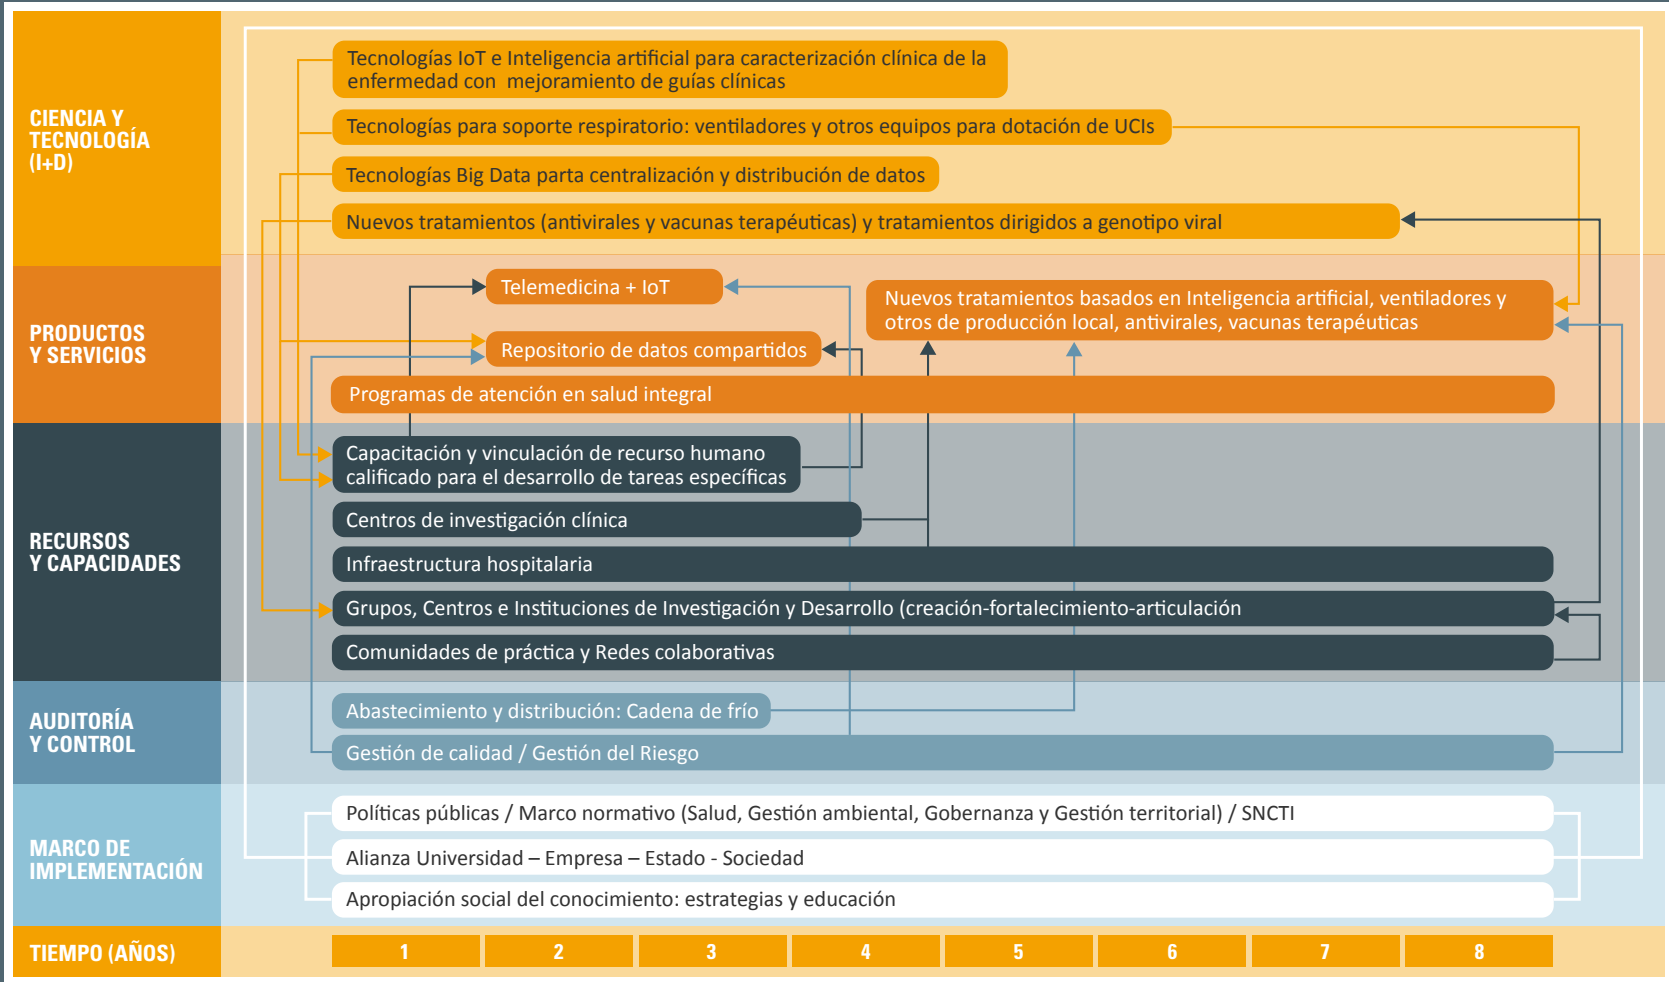 CIENCIA Y
TECNOLOGÍA
(I+D)
Tecnologías IoT e Inteligencia artificial para caracterización clínica de la
enfermedad con mejoramiento de guías clínicas
Tecnologías para soporte respiratorio: ventiladores y otros equipos para dotación de UCIs
Tecnologías Big Data parta centralización y distribución de datos
Nuevos tratamientos (antivirales y vacunas terapéuticas) y tratamientos dirigidos a genotipo viral
PRODUCTOS
Y SERVICIOS
Telemedicina + IoT
Nuevos tratamientos basados en Inteligencia artificial, ventiladores y
otros de producción local, antivirales, vacunas terapéuticas
Repositorio de datos compartidos
Programas de atención en salud integral
RECURSOS
Y CAPACIDADES
Capacitación y vinculación de recurso humano
calificado para el desarrollo de tareas específicas
Centros de investigación clínica
Infraestructura hospitalaria
Grupos, Centros e Instituciones de Investigación y Desarrollo (creación-fortalecimiento-articulación
Comunidades de práctica y Redes colaborativas
AUDITORÍA
Y CONTROL
Abastecimiento y distribución: Cadena de frío
Gestión de calidad / Gestión del Riesgo
MARCO DE
IMPLEMENTACIÓN
Políticas públicas / Marco normativo (Salud, Gestión ambiental, Gobernanza y Gestión territorial) / SNCTI
Alianza Universidad – Empresa – Estado - Sociedad
Apropiación social del conocimiento: estrategias y educación
TIEMPO (AÑOS) 1 2 3 4 5 6 7 8